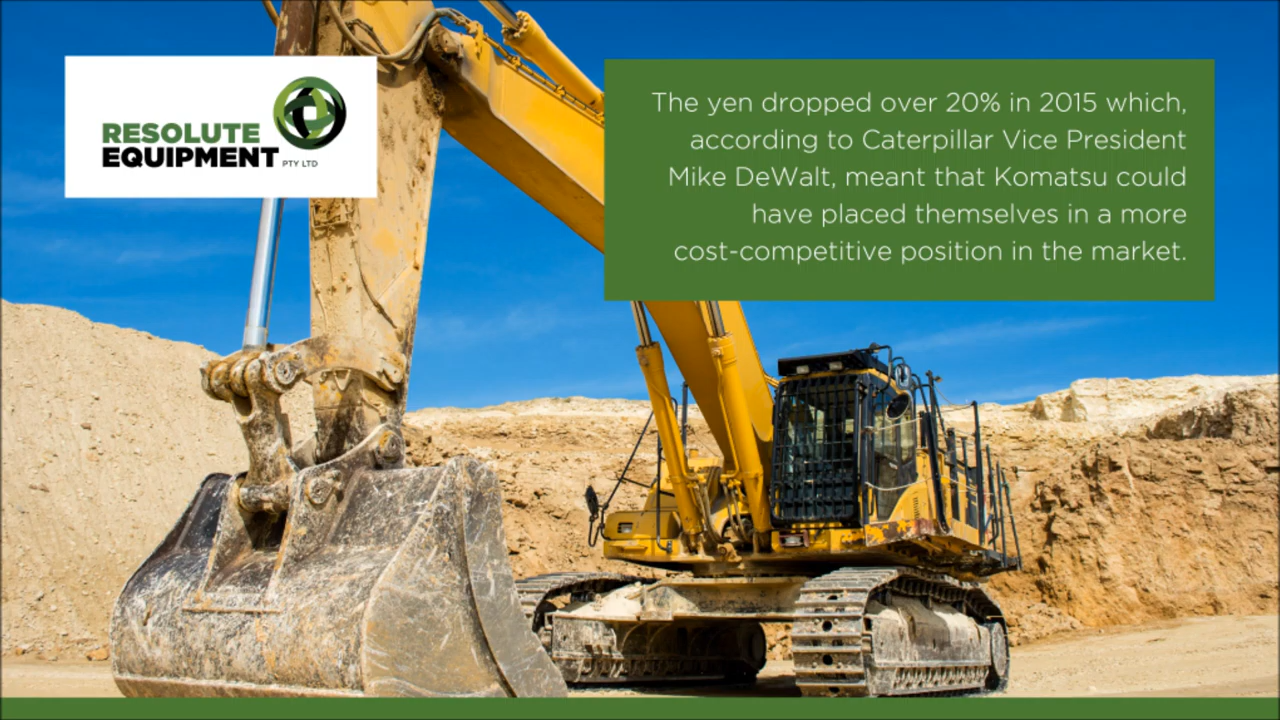 RESOLUTE
EQUIPMENT PTY LTD
The yen dropped over 20% in 2015 which,
according to Caterpillar Vice President
Mike DeWalt, meant that Komatsu could
have placed themselves in a more
cost-competitive position in the market.